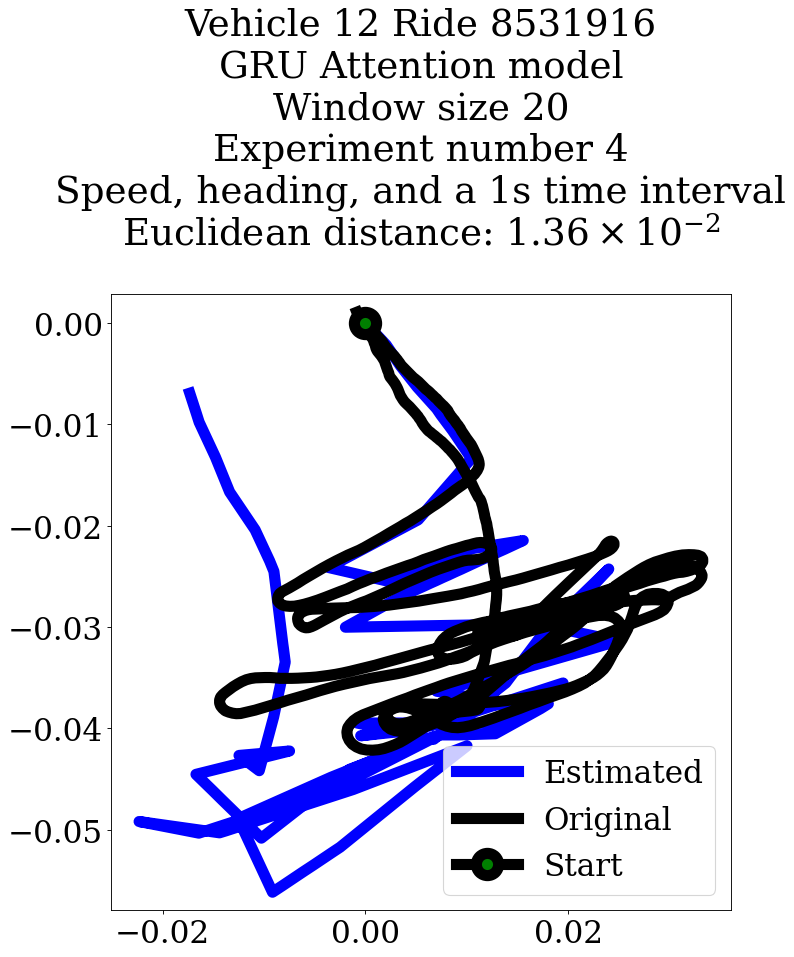 Vehicle 12 Ride 8531916
GRU Attention model
Window size 20
Experiment number 4
Speed, heading, and a 1s time interval
Euclidean distance: 1.36 × 10⁻²
0.00
−0.01
−0.02
−0.03
−0.04
−0.05
Estimated
Original
Start
−0.02 0.00 0.02